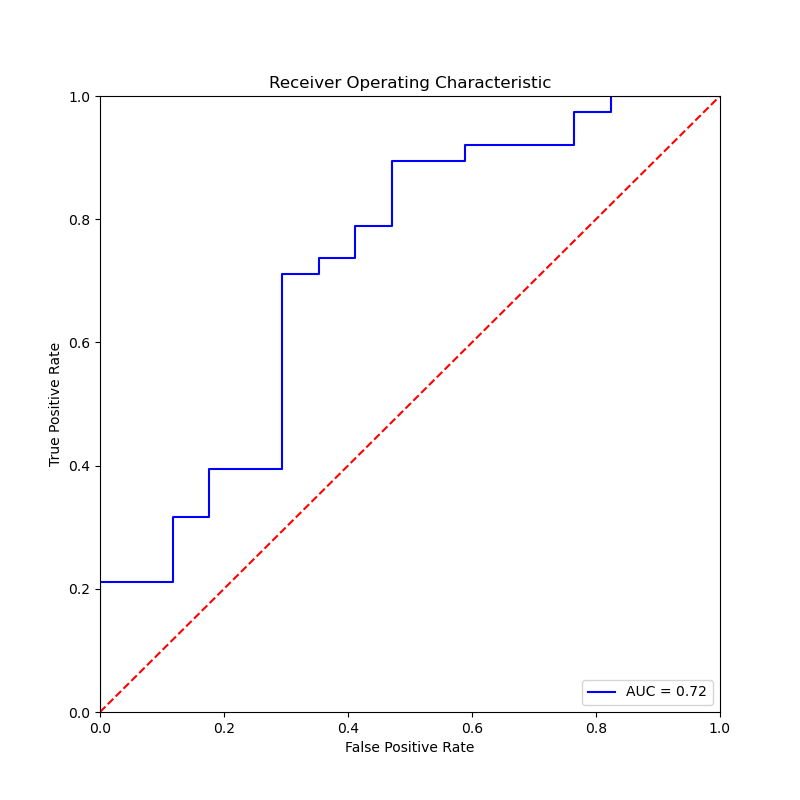 Receiver Operating Characteristic
1.0
0.8
0.6
0.4
0.2
0.0
True Positive Rate
AUC = 0.72
0.0 0.2 0.4 0.6 0.8 1.0
False Positive Rate